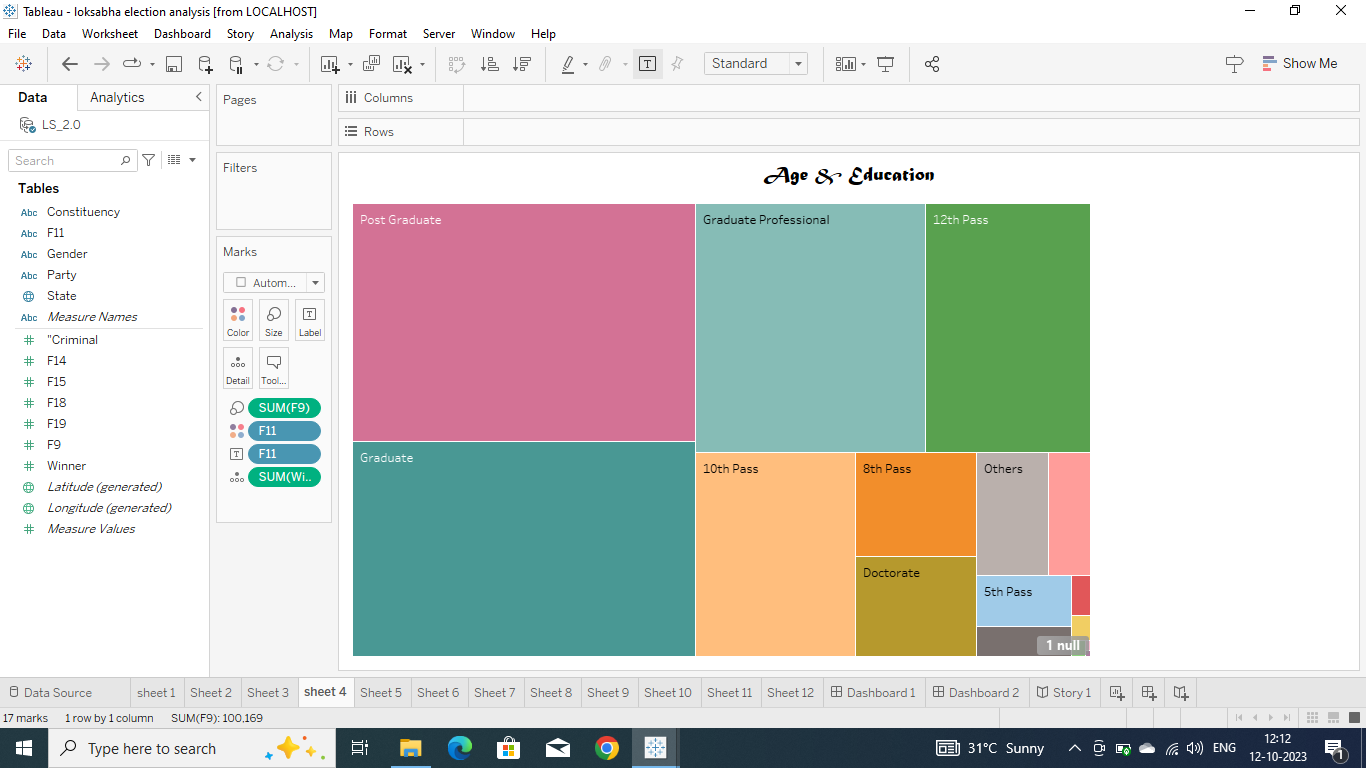 Tableau - loksabha election analysis [from LOCALHOST]
File Data Worksheet Dashboard Story Analysis Map Format Server Window Help
Standard
Show Me
Data Analytics
LS_2.0
Search
Tables
Abc Constituency
Abc F11
Abc Gender
Abc Party
State
Abc Measure Names
"Criminal
F14
F15
F18
F19
F9
Winner
Latitude (generated)
Longitude (generated)
Measure Values
Pages
Filters
Marks
Autom...
Color Size Label
Detail Tool...
SUM(F9)
F11
F11
SUM(Wi..
Columns
Rows
Age & Education
Post Graduate
Graduate Professional
12th Pass
Graduate
10th Pass
8th Pass
Others
Doctorate
5th Pass
1 null
Data Source sheet 1 Sheet 2 Sheet 3 sheet 4 Sheet 5 Sheet 6 Sheet 7 Sheet 8 Sheet 9 Sheet 10 Sheet 11 Sheet 12 Dashboard 1 Dashboard 2 Story 1
17 marks 1 row by 1 column SUM(F9): 100,169
Type here to search
31°C Sunny
ENG
12:12
12-10-2023
1